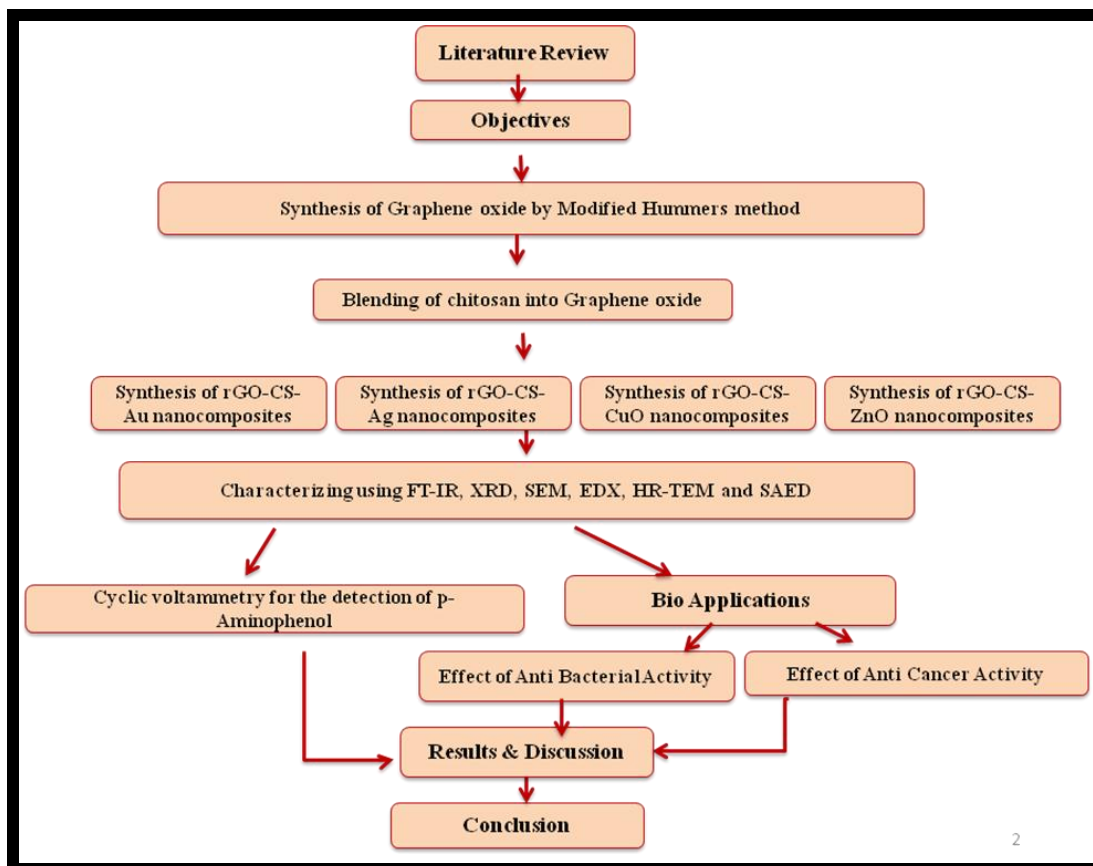 Literature Review
Objectives
Synthesis of Graphene oxide by Modified Hummers method
Blending of chitosan into Graphene oxide
Synthesis of rGO-CS-
Au nanocomposites
Synthesis of rGO-CS-
Ag nanocomposites
Synthesis of rGO-CS-
CuO nanocomposites
Synthesis of rGO-CS-
ZnO nanocomposites
Characterizing using FT-IR, XRD, SEM, EDX, HR-TEM and SAED
Cyclic voltammetry for the detection of p-
Aminophenol
Bio Applications
Effect of Anti Bacterial Activity
Effect of Anti Cancer Activity
Results & Discussion
Conclusion
2